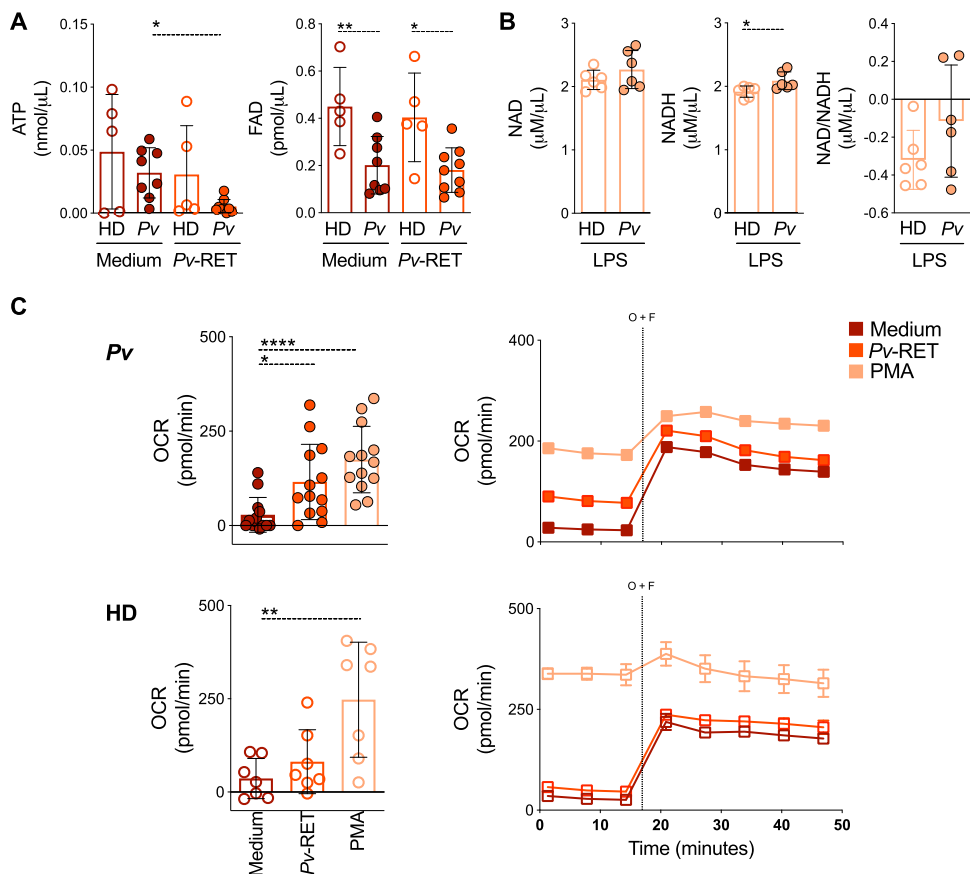 A
B
ATP
(nmol/µL)
0.15
0.10
0.05
0.00
*
HD Pv HD Pv
Medium Pv-RET
FAD
(pmol/µL)
0.8
0.6
0.4
0.2
0.0
** *
HD Pv HD Pv
Medium Pv-RET
NAD
(µM/µL)
3
2
1
0
HD Pv
LPS
NADH
(µM/µL)
3
2
1
0
*
HD Pv
LPS
NAD/NADH
(µM/µL)
0.4
0.2
0.0
-0.2
-0.4
-0.6
HD Pv
LPS
C
Pv
OCR
(pmol/min)
500
250
0
****
*
O + F
OCR
(pmol/min)
400
200
0
Medium
Pv-RET
PMA
HD
OCR
(pmol/min)
500
250
0
**
Medium
Pv-RET
PMA
O + F
OCR
(pmol/min)
500
250
0
0 10 20 30 40 50
Time (minutes)